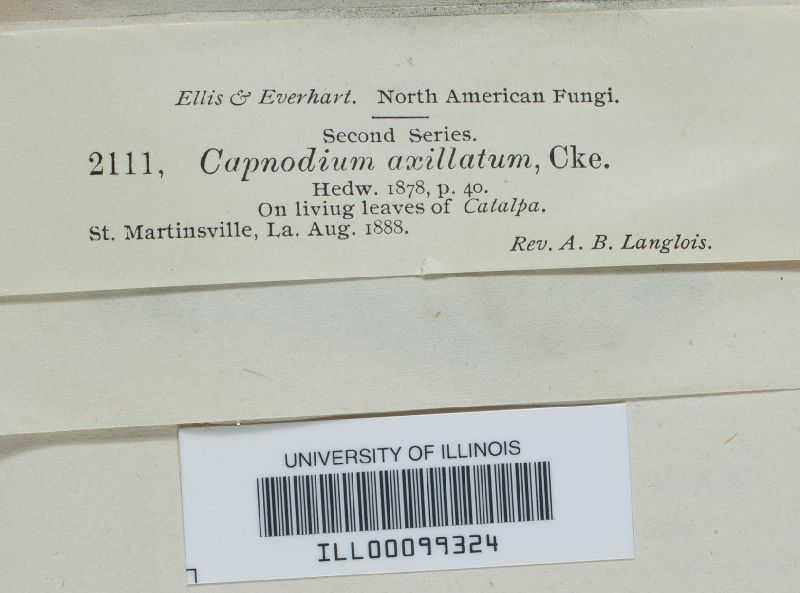 Ellis & Everhart. North American Fungi.
Second Series.
2111, Capnodium axillatum, Cke.
Hedw. 1878, p. 40.
On liviug leaves of Catalpa.
St. Martinsville, La. Aug. 1888.
Rev. A. B. Langlois.
UNIVERSITY OF ILLINOIS
ILL00099324